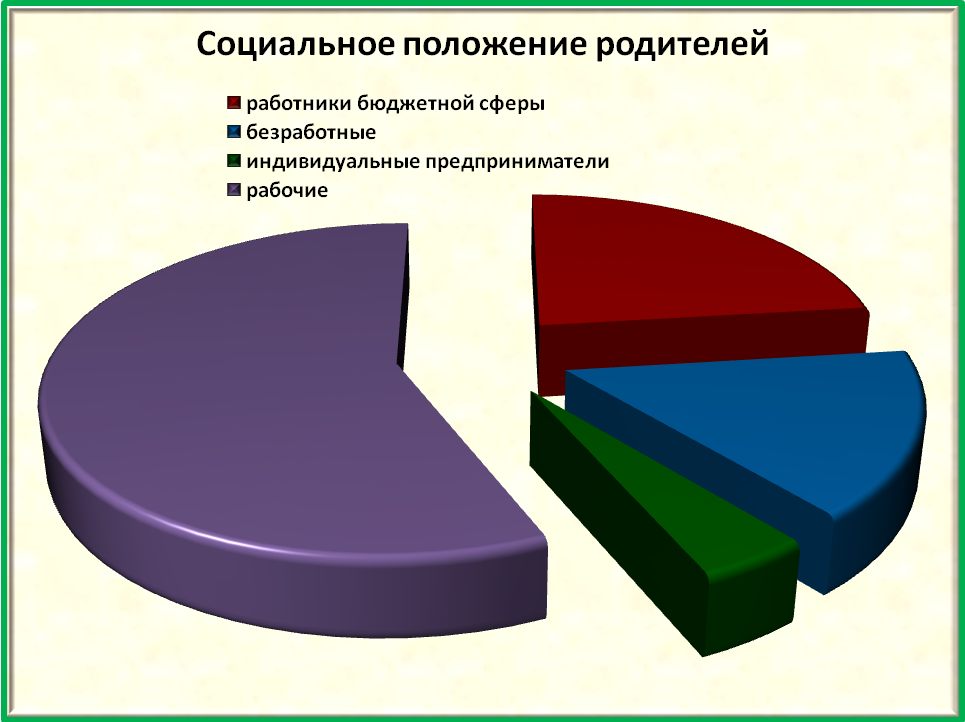 Социальное положение родителей
работники бюджетной сферы
безработные
индивидуальные предприниматели
рабочие